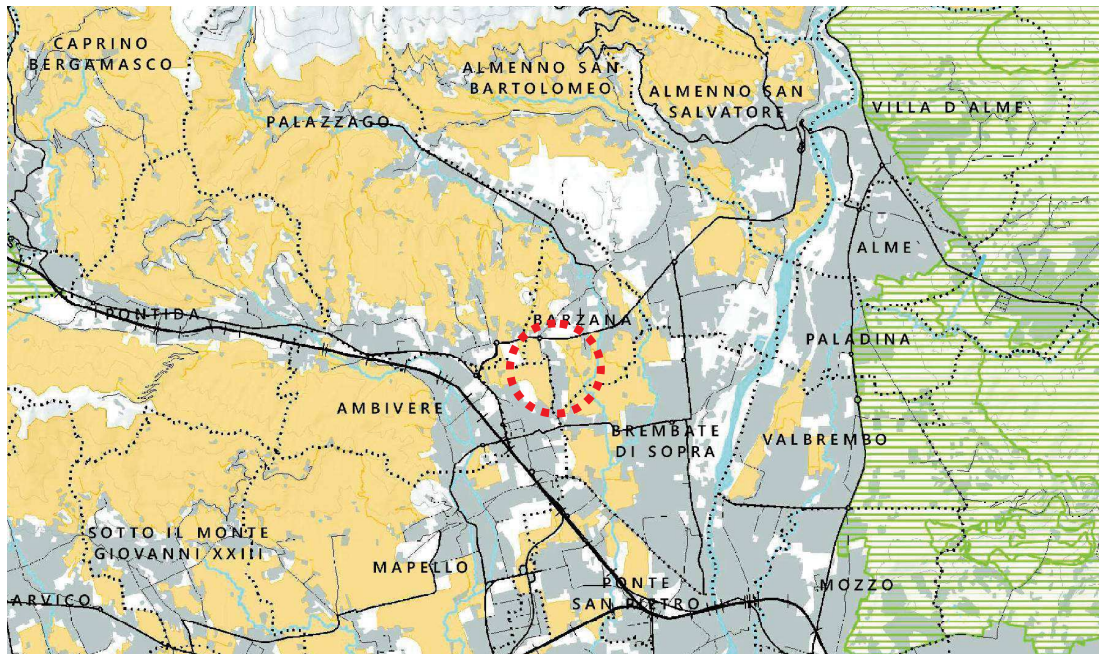 CAPRINO
BERGAMASCO
ALMENNO SAN
BARTOLOMEO
ALMENNO SAN
SALVATORE
VILLA D'ALME'
PALAZZAGO
ALME'
PONTIDA
BARZANA
PALADINA
AMBIVERE
BREMBATE
DI SOPRA
VALBREMBO
SOTTO IL MONTE
GIOVANNI XXIII
MAPELLO
PONTE
SAN PIETRO
MOZZO
ARVICO